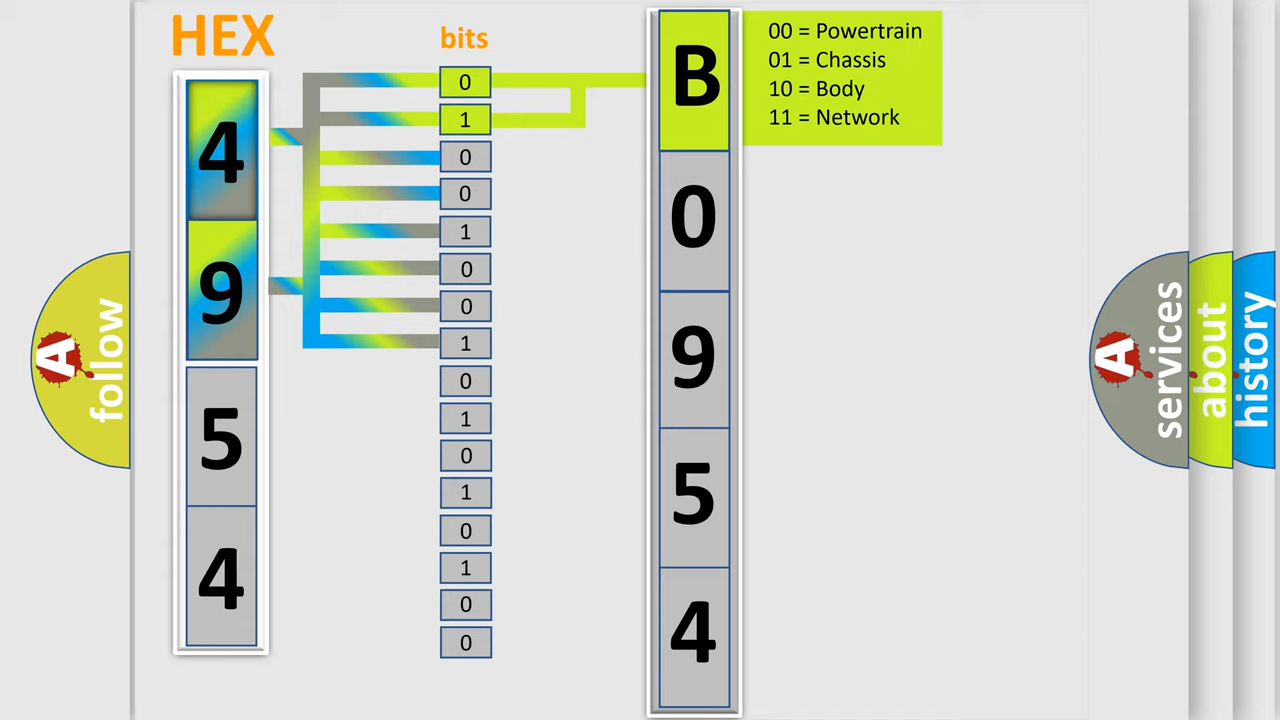 HEX
bits
4
9
5
4
0
1
0
0
1
0
0
1
0
1
0
1
0
1
0
0
B
0
9
5
4
00 = Powertrain
01 = Chassis
10 = Body
11 = Network
A
follow
A
services
about
history